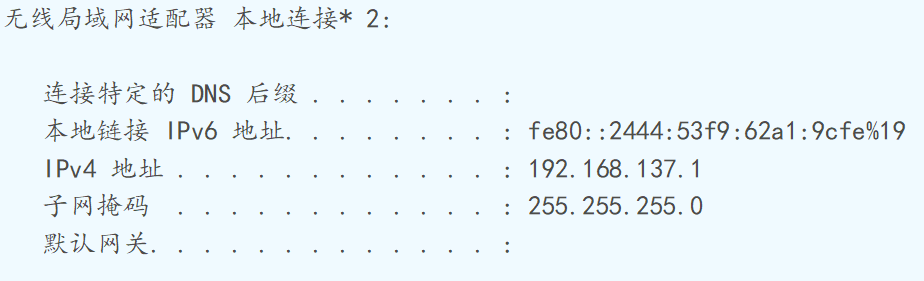 无线局域网适配器 本地连接* 2:
连接特定的 DNS 后缀 . . . . . . . :
本地链接 IPv6 地址. . . . . . . . : fe80::2444:53f9:62a1:9cfe%19
IPv4 地址 . . . . . . . . . . . . : 192.168.137.1
子网掩码  . . . . . . . . . . . . : 255.255.255.0
默认网关. . . . . . . . . . . . . :